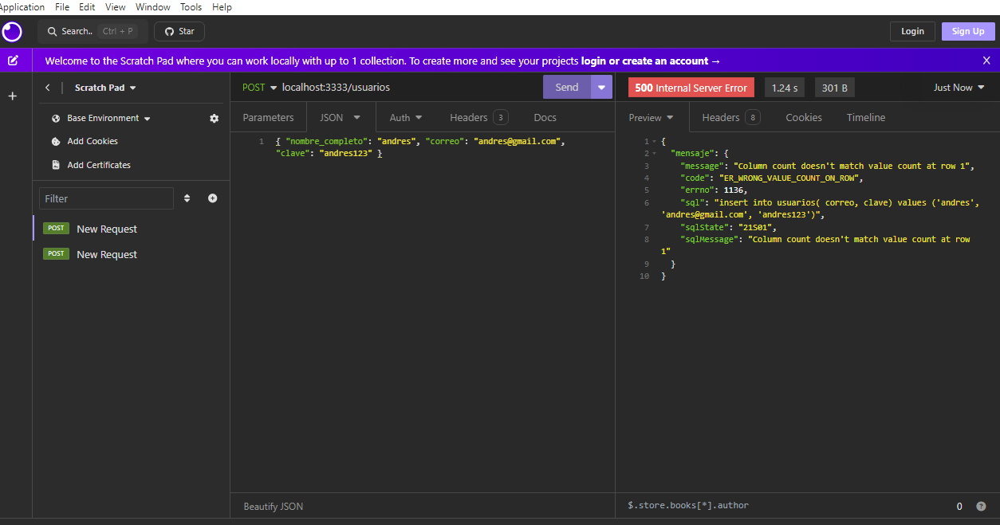 Application File Edit View Window Tools Help
Search.. Ctrl + P Star Login Sign Up
Welcome to the Scratch Pad where you can work locally with up to 1 collection. To create more and see your projects login or create an account →
Scratch Pad
Base Environment
Add Cookies
Add Certificates
Filter
POST New Request
POST New Request
POST localhost:3333/usuarios Send
Parameters JSON Auth Headers 3 Docs
1 { "nombre_completo": "andres", "correo": "andres@gmail.com",
"clave": "andres123" }
Beautify JSON
500 Internal Server Error 1.24 s 301 B Just Now
Preview Headers 8 Cookies Timeline
1 {
2 "mensaje": {
3 "message": "Column count doesn't match value count at row 1",
4 "code": "ER_WRONG_VALUE_COUNT_ON_ROW",
5 "errno": 1136,
6 "sql": "insert into usuarios( correo, clave) values ('andres',
'andres@gmail.com', 'andres123')",
7 "sqlState": "21S01",
8 "sqlMessage": "Column count doesn't match value count at row
1"
9 }
10 }
$.store.books[*].author 0 ?